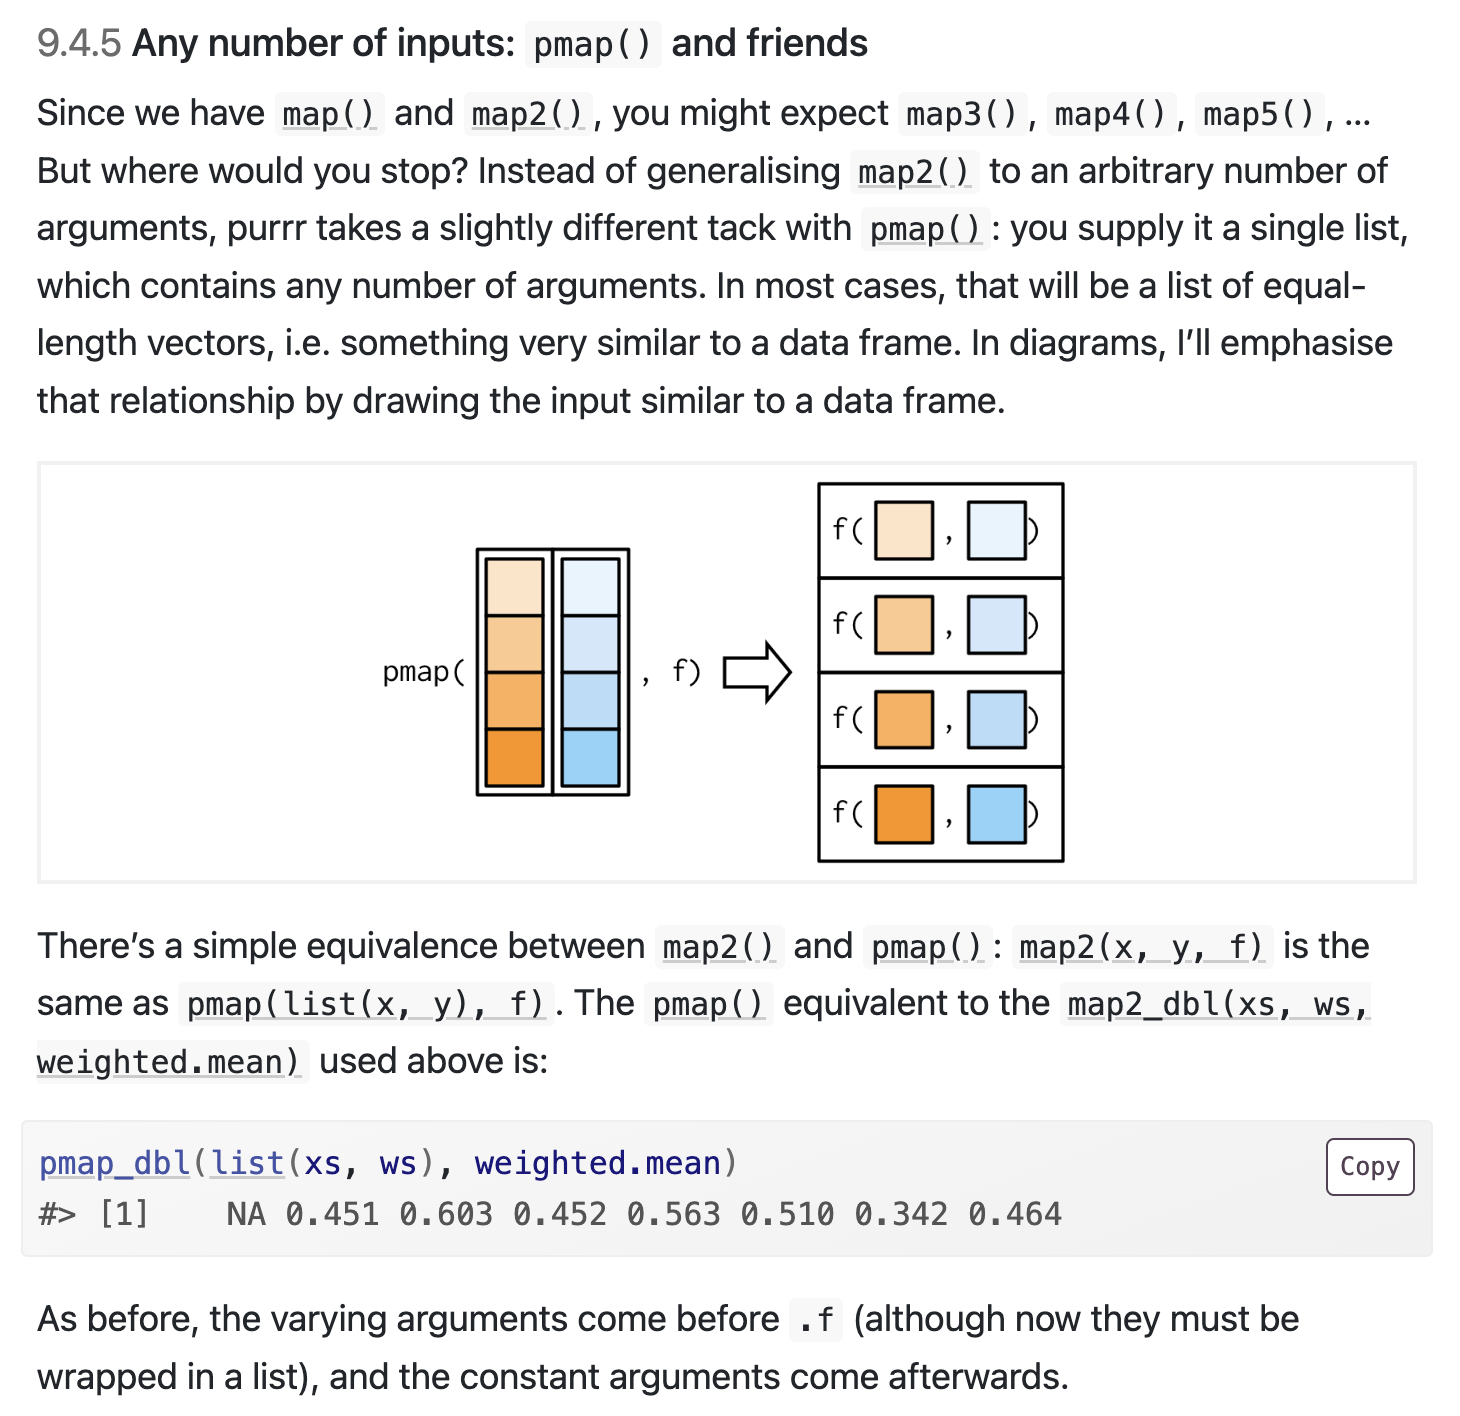 9.4.5 Any number of inputs: pmap() and friends
Since we have map() and map2(), you might expect map3(), map4(), map5(), ...
But where would you stop? Instead of generalising map2() to an arbitrary number of
arguments, purrr takes a slightly different tack with pmap(): you supply it a single list,
which contains any number of arguments. In most cases, that will be a list of equal-
length vectors, i.e. something very similar to a data frame. In diagrams, I’ll emphasise
that relationship by drawing the input similar to a data frame.
pmap( , f)
f( , )
f( , )
f( , )
f( , )
There’s a simple equivalence between map2() and pmap(): map2(x, y, f) is the
same as pmap(list(x, y), f). The pmap() equivalent to the map2_dbl(xs, ws,
weighted.mean) used above is:
pmap_dbl(list(xs, ws), weighted.mean)
Copy
#> [1]    NA 0.451 0.603 0.452 0.563 0.510 0.342 0.464
As before, the varying arguments come before .f (although now they must be
wrapped in a list), and the constant arguments come afterwards.